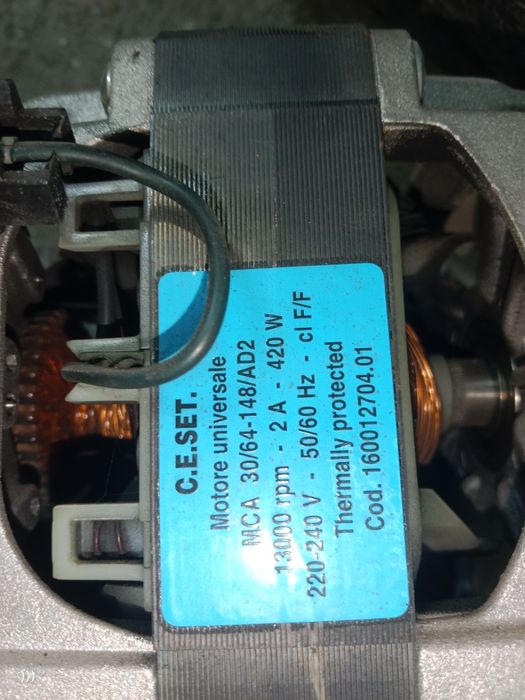 C.E.SET.
Motore universale
MCA 30/64-148/AD2
13000 rpm - 2 A - 420 W
220-240 V - 50/60 Hz - cl F/F
Thermally protected
Cod. 160012704.01